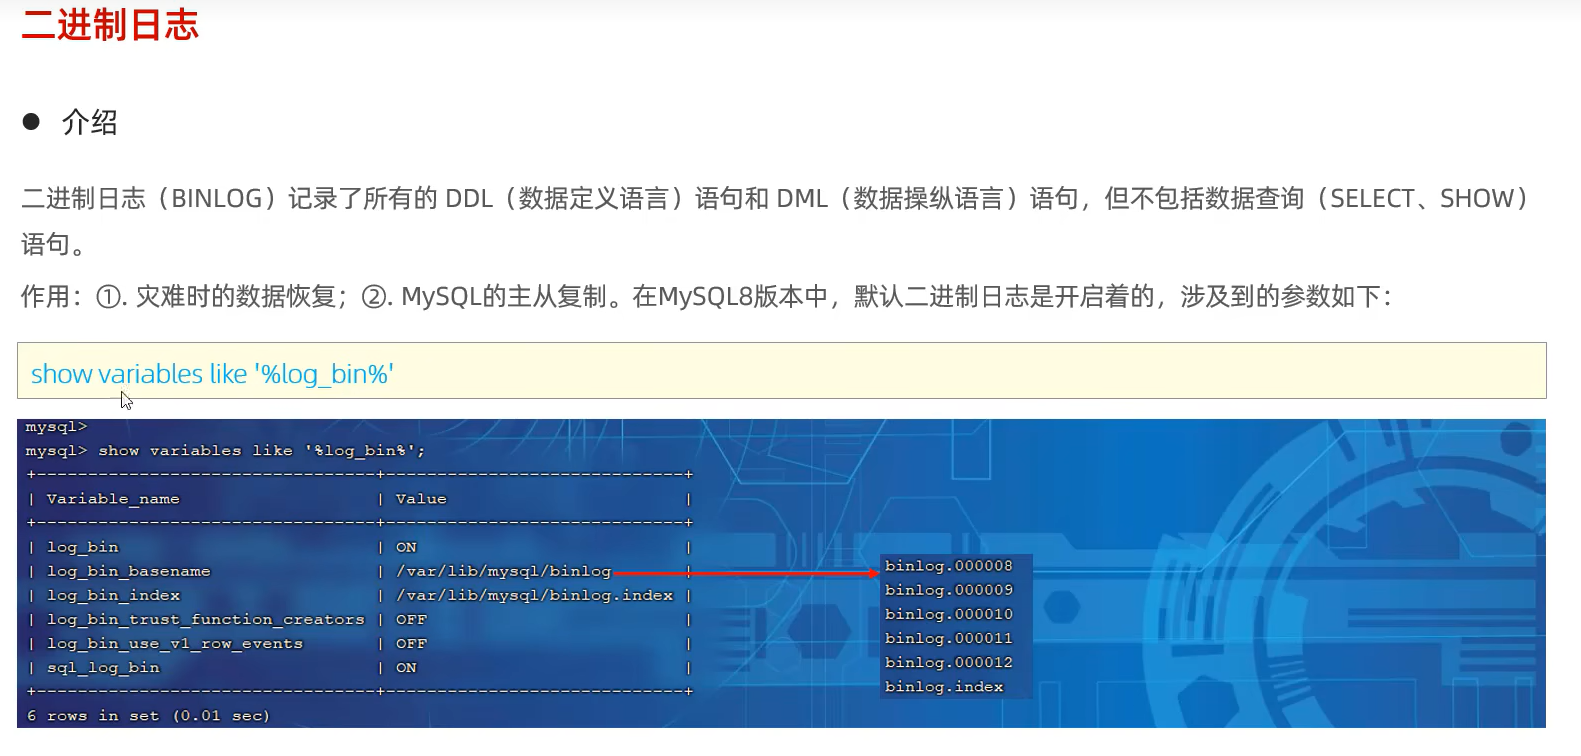 二进制日志
● 介绍
二进制日志（BINLOG）记录了所有的 DDL（数据定义语言）语句和 DML（数据操纵语言）语句，但不包括数据查询（SELECT、SHOW）
语句。
作用：①. 灾难时的数据恢复；②. MySQL的主从复制。在MySQL8版本中，默认二进制日志是开启着的，涉及到的参数如下：
show variables like '%log_bin%'
mysql>
mysql> show variables like '%log_bin%';
+---------------------------------+-----------------------------+
| Variable_name                   | Value                       |
+---------------------------------+-----------------------------+
| log_bin                         | ON                          |
| log_bin_basename                | /var/lib/mysql/binlog       |
| log_bin_index                   | /var/lib/mysql/binlog.index |
| log_bin_trust_function_creators | OFF                         |
| log_bin_use_v1_row_events       | OFF                         |
| sql_log_bin                     | ON                          |
+---------------------------------+-----------------------------+
6 rows in set (0.01 sec)
binlog.000008
binlog.000009
binlog.000010
binlog.000011
binlog.000012
binlog.index